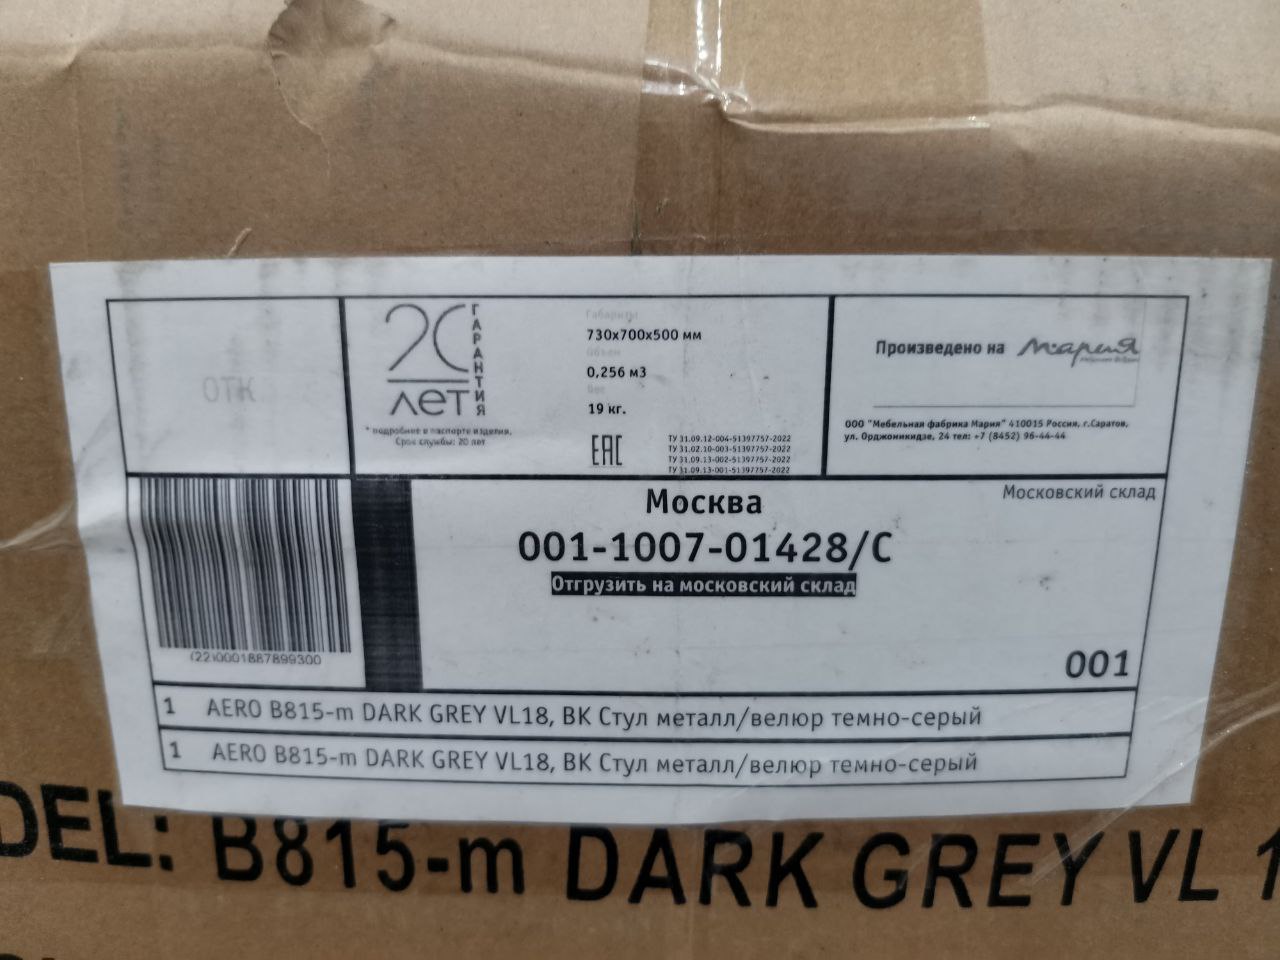 ОТК
20 ЛЕТ
ГАРАНТИЯ
* подробнее в паспорте изделия.
Срок службы: 20 лет
Габариты
730x700x500 мм
Объем
0,256 м3
Вес
19 кг.
EAC
ТУ 31.09.12-004-51397757-2022
ТУ 31.02.10-003-51397757-2022
ТУ 31.09.13-002-51397757-2022
ТУ 31.09.13-001-51397757-2022
Произведено на Мария
ООО "Мебельная фабрика Мария" 410015 Россия, г.Саратов,
ул. Орджоникидзе, 24 тел: +7 (8452) 96-44-44
(22)0001887899300
Москва
Московский склад
001-1007-01428/С
Отгрузить на московский склад
001
1 AERO B815-m DARK GREY VL18, BK Стул металл/велюр темно-серый
1 AERO B815-m DARK GREY VL18, BK Стул металл/велюр темно-серый
DEL: B815-m DARK GREY VL 1